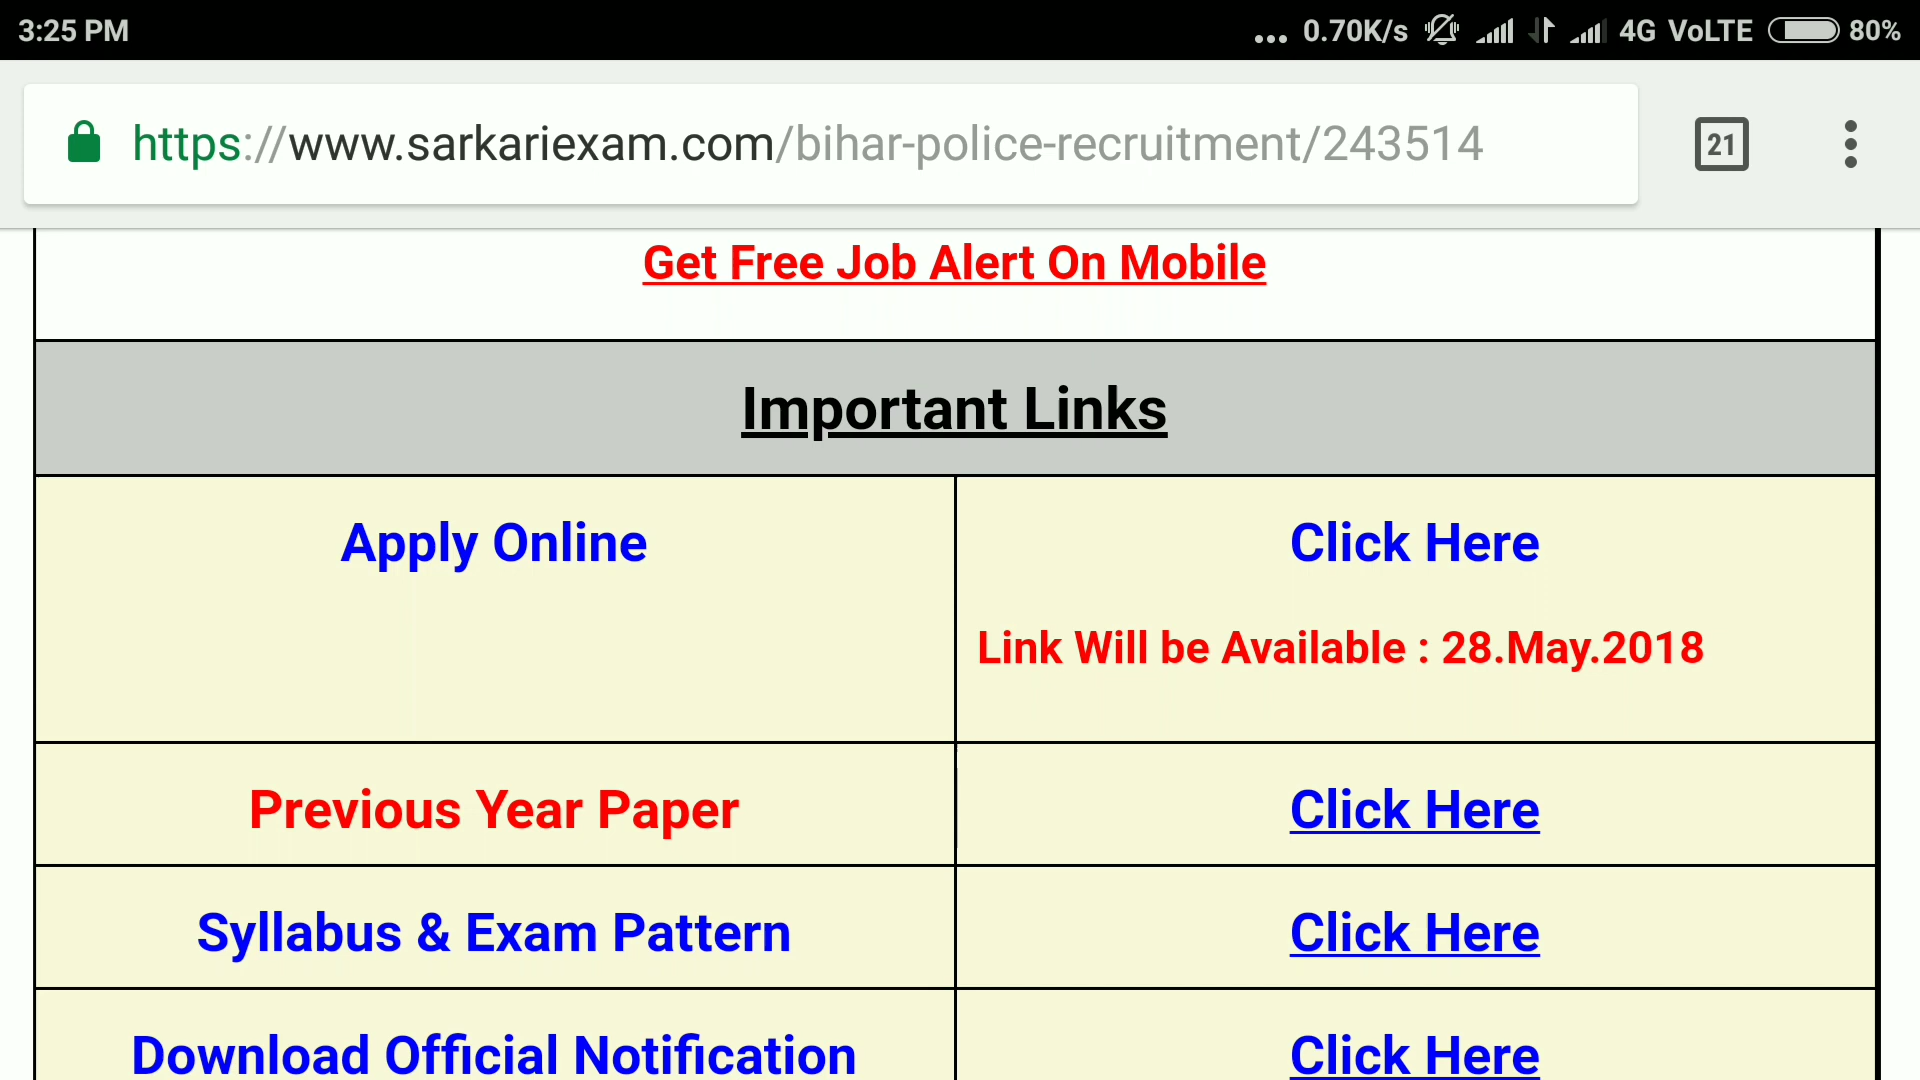 3:25 PM ... 0.70K/s 4G VoLTE 80%
https://www.sarkariexam.com/bihar-police-recruitment/243514 21
Get Free Job Alert On Mobile
Important Links
Apply Online Click Here
Link Will be Available : 28.May.2018
Previous Year Paper Click Here
Syllabus & Exam Pattern Click Here
Download Official Notification Click Here